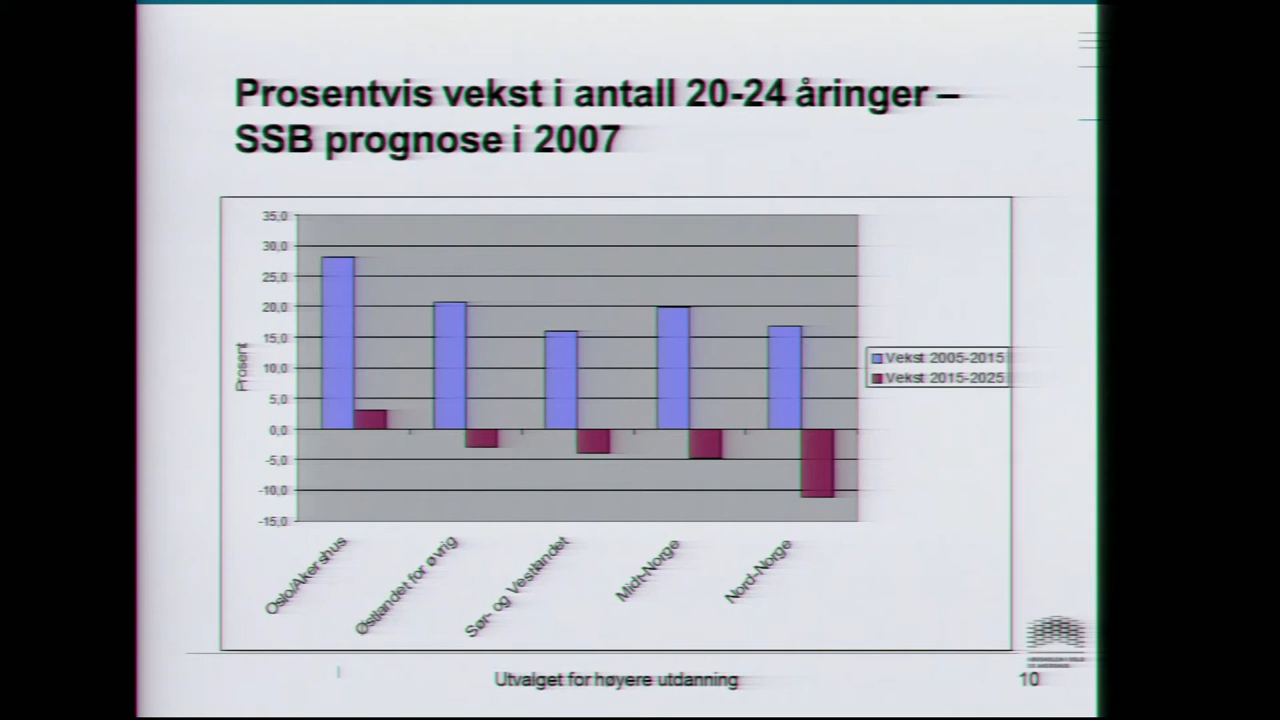 Prosentvis vekst i antall 20-24 åringer –
SSB prognose i 2007
35,0
30,0
25,0
20,0
15,0
10,0
5,0
0,0
-5,0
-10,0
-15,0
Prosent
Vekst 2005-2015
Vekst 2015-2025
Oslo/Akershus
Østlandet for øvrig
Sør- og Vestlandet
Midt-Norge
Nord-Norge
Utvalget for høyere utdanning
10